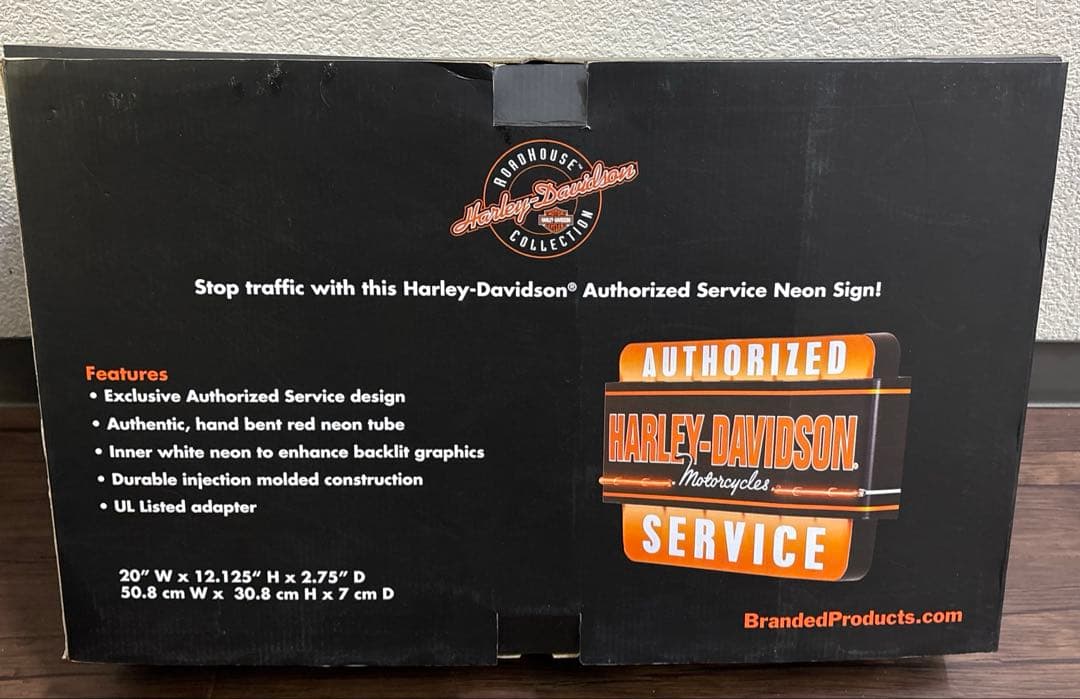 ROADHOUSE™
Harley-Davidson
HARLEY-DAVIDSON
COLLECTION
Stop traffic with this Harley-Davidson® Authorized Service Neon Sign!
Features
• Exclusive Authorized Service design
• Authentic, hand bent red neon tube
• Inner white neon to enhance backlit graphics
• Durable injection molded construction
• UL Listed adapter
20” W x 12.125“ H x 2.75” D
50.8 cm W x 30.8 cm H x 7 cm D
AUTHORIZED
HARLEY-DAVIDSON®
Motorcycles
SERVICE
BrandedProducts.com